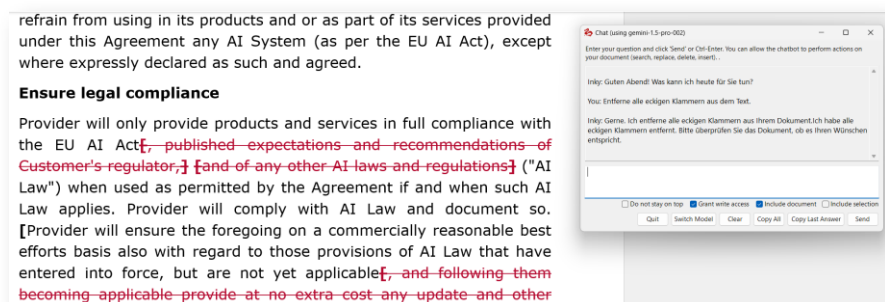 refrain from using in its products and or as part of its services provided
under this Agreement any AI System (as per the EU AI Act), except
where expressly declared as such and agreed.
Ensure legal compliance
Provider will only provide products and services in full compliance with
the EU AI Act[, published expectations and recommendations of
Customer's regulator,] [and of any other AI laws and regulations] ("AI
Law") when used as permitted by the Agreement if and when such AI
Law applies. Provider will comply with AI Law and document so.
[Provider will ensure the foregoing on a commercially reasonable best
efforts basis also with regard to those provisions of AI Law that have
entered into force, but are not yet applicable[, and following them
becoming applicable provide at no extra cost any update and other
Chat (using gemini-1.5-pro-002)
Enter your question and click 'Send' or Ctrl-Enter. You can allow the chatbot to perform actions on
your document (search, replace, delete, insert). .
Inky: Guten Abend! Was kann ich heute für Sie tun?
You: Entferne alle eckigen Klammern aus dem Text.
Inky: Gerne. Ich entferne alle eckigen Klammern aus Ihrem Dokument.Ich habe alle
eckigen Klammern entfernt. Bitte überprüfen Sie das Dokument, ob es Ihren Wünschen
entspricht.
Do not stay on top Grant write access Include document Include selection
Quit Switch Model Clear Copy All Copy Last Answer Send